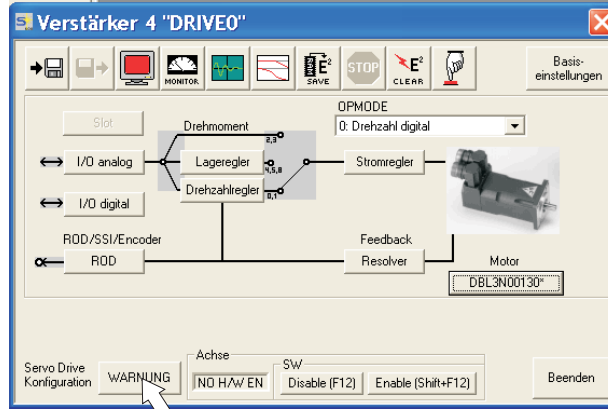 S Verstärker 4 "DRIVE0"
MONITOR
E²
SAVE
STOP
E²
CLEAR
Basis-
einstellungen
OPMODE
Slot
Drehmoment
0: Drehzahl digital
2,3
I/O analog
Lageregler
4,5,8
Stromregler
Drehzahlregler
0,1
I/O digital
ROD/SSI/Encoder
Feedback
ROD
Resolver
Motor
DBL3N00130*
Achse
SW
Servo Drive
Konfiguration
WARNUNG
NO H/W EN
Disable (F12)
Enable (Shift+F12)
Beenden